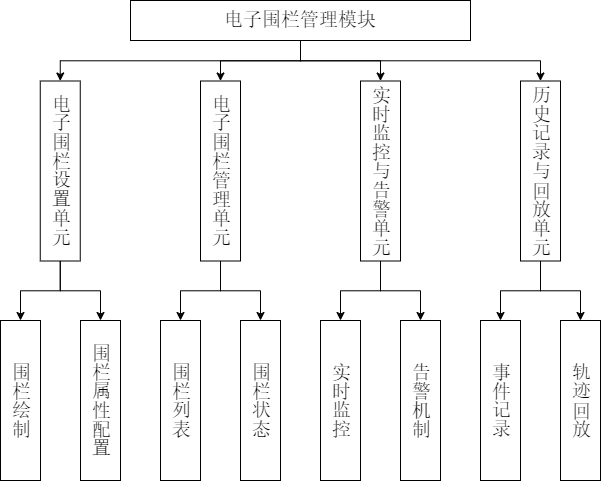 电子围栏管理模块
电子围栏设置单元
电子围栏管理单元
实时监控与告警单元
历史记录与回放单元
围栏绘制
围栏属性配置
围栏列表
围栏状态
实时监控
告警机制
事件记录
轨迹回放